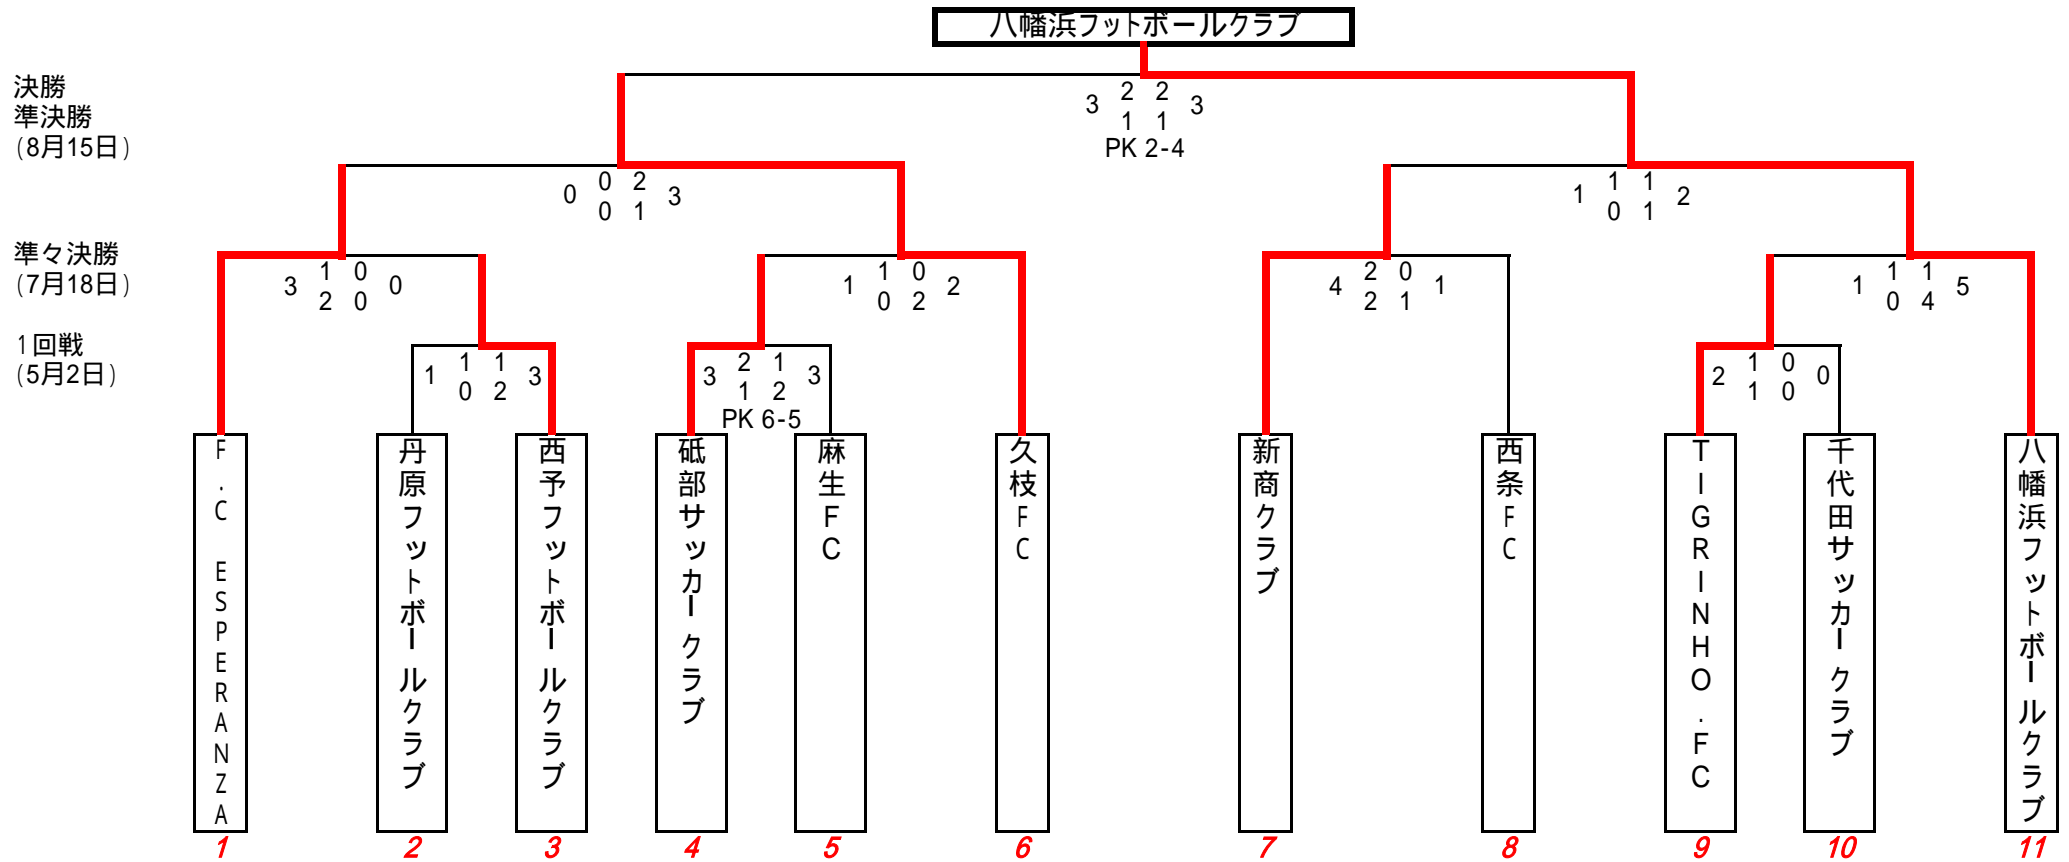 八幡浜フットボールクラブ
決勝
準決勝
(8月15日)
3 2 2 3
1 1
PK 2-4
0 0 2 3
0 1
1 1 1 2
0 1
準々決勝
(7月18日)
3 1 0 0
2 0
1 1 0 2
0 2
4 2 0 1
2 1
1 1 1 5
0 4
1回戦
(5月2日)
1 1 1 3
0 2
3 2 1 3
1 2
PK 6-5
2 1 0 0
1 0
F.C ESPERANZA
丹原フットボールクラブ
西予フットボールクラブ
砥部サッカークラブ
麻生FC
久枝FC
新商クラブ
西条FC
TIGRINHO.FC
千代田サッカークラブ
八幡浜フットボールクラブ
1 2 3 4 5 6 7 8 9 10 11